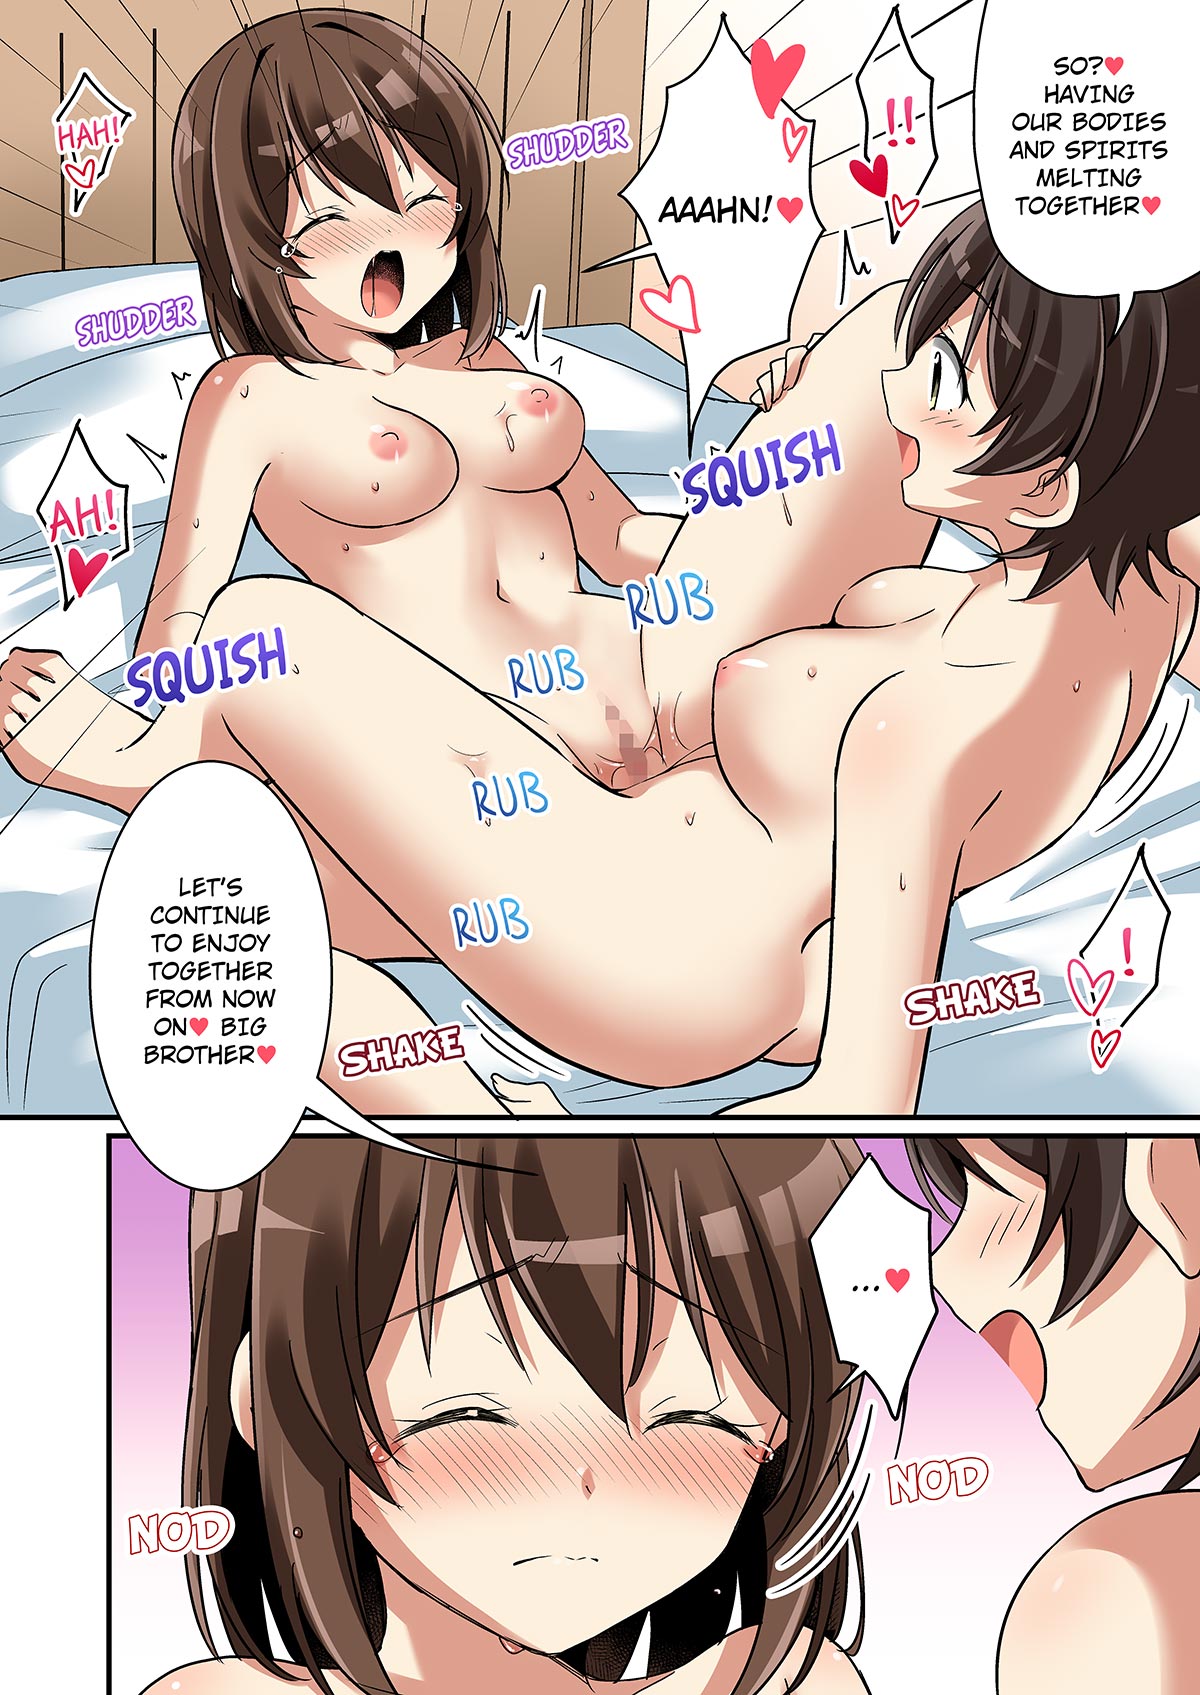 SO?♥
HAVING
OUR BODIES
AND SPIRITS
MELTING
TOGETHER♥
!!
AAAHN!♥
SHUDDER
HAH!
SHUDDER
AH!
SQUISH
RUB
RUB
SQUISH
RUB
RUB
!
SHAKE
SHAKE
LET'S
CONTINUE
TO ENJOY
TOGETHER
FROM NOW
ON♥ BIG
BROTHER♥
...♥
NOD
NOD